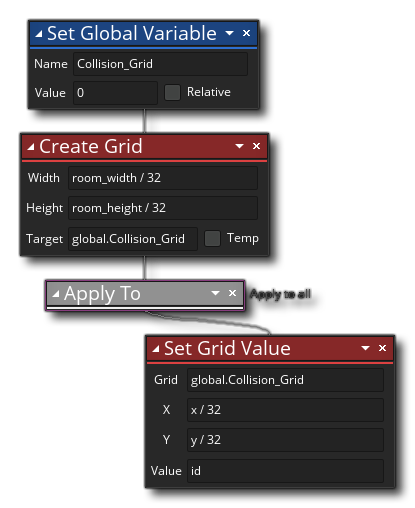 Set Global Variable
Name Collision_Grid
Value 0 Relative
Create Grid
Width room_width / 32
Height room_height / 32
Target global.Collision_Grid Temp
Apply To Apply to all
Set Grid Value
Grid global.Collision_Grid
X x / 32
Y y / 32
Value id